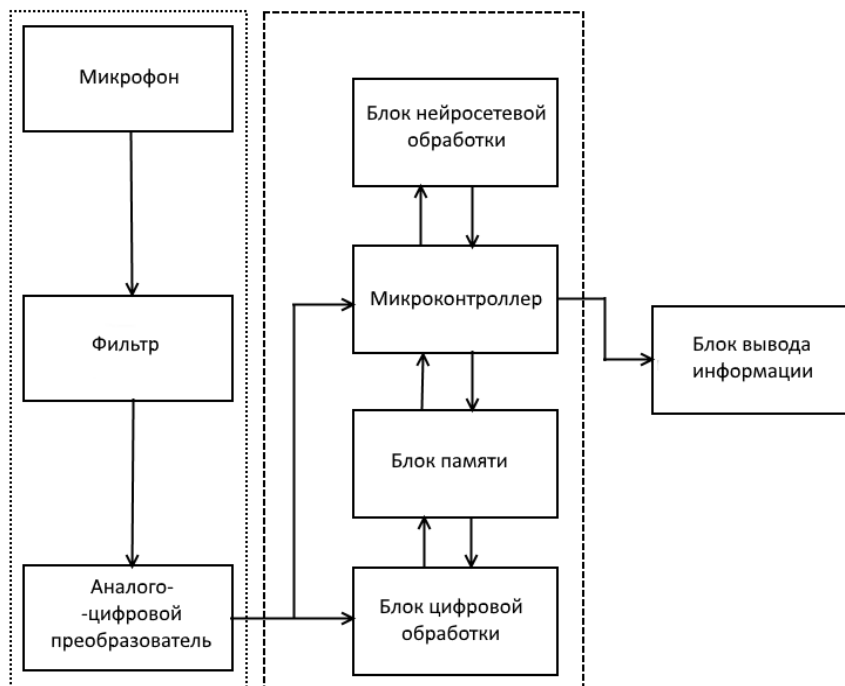 Микрофон
Фильтр
Аналого-
-цифровой
преобразователь
Блок нейросетевой
обработки
Микроконтроллер
Блок памяти
Блок цифровой
обработки
Блок вывода
информации